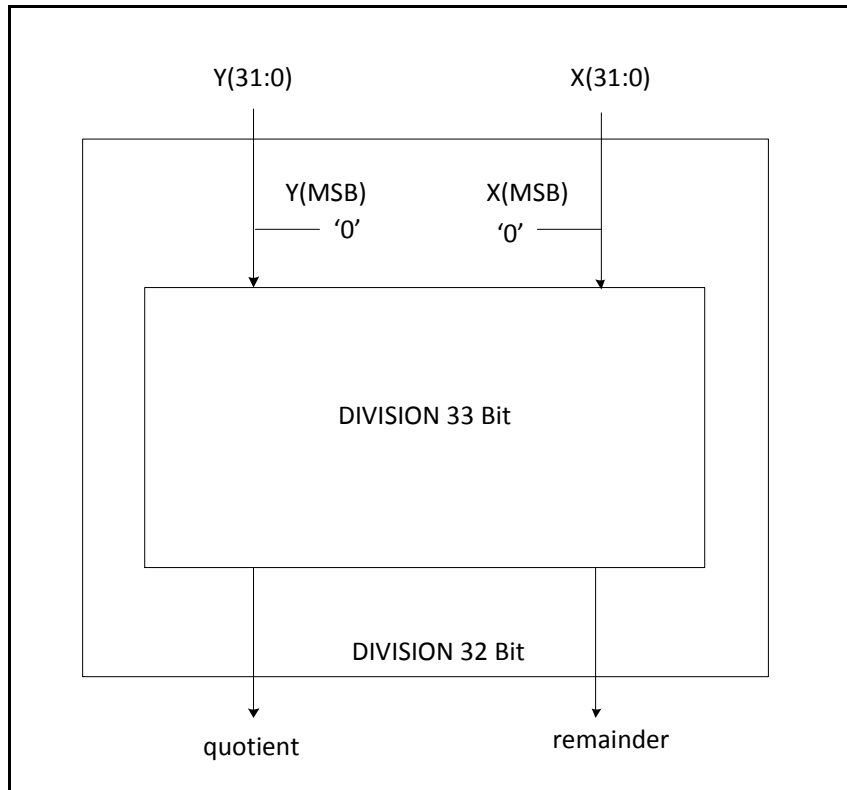 Y(31:0) X(31:0)
Y(MSB) X(MSB)
‘0’ ‘0’
DIVISION 33 Bit
DIVISION 32 Bit
quotient remainder